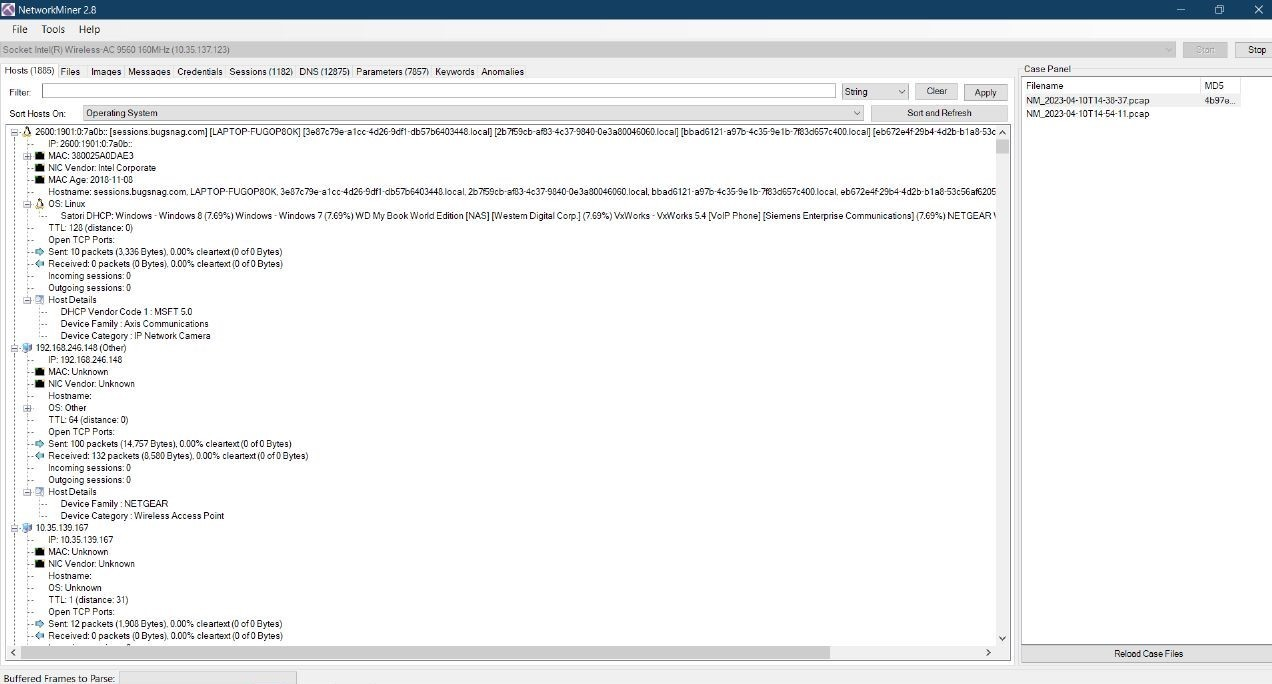 NetworkMiner 2.8
File Tools Help
Socket: Intel(R) Wireless-AC 9560 160MHz (10.35.137.123)
Start Stop
Hosts (1885) Files Images Messages Credentials Sessions (1182) DNS (12875) Parameters (7857) Keywords Anomalies
Filter: String Clear Apply
Sort Hosts On: Operating System Sort and Refresh
2600:1901:0:7a0b:: [sessions.bugsnag.com] [LAPTOP-FUGOP8OK] [3e87c79e-a1cc-4d26-9df1-db57b6403448.local] [2b7f59cb-af83-4c37-9840-0e3a80046060.local] [bbad6121-a97b-4c35-9e1b-7f83d657c400.local] [eb672e4f-29b4-4d2b-b1a8-53c
IP: 2600:1901:0:7a0b::
MAC: 380025A0DAE3
NIC Vendor: Intel Corporate
MAC Age: 2018-11-08
Hostname: sessions.bugsnag.com, LAPTOP-FUGOP8OK, 3e87c79e-a1cc-4d26-9df1-db57b6403448.local, 2b7f59cb-af83-4c37-9840-0e3a80046060.local, bbad6121-a97b-4c35-9e1b-7f83d657c400.local, eb672e4f-29b4-4d2b-b1a8-53c56af6205
OS: Linux
Satori DHCP: Windows - Windows 8 (7.69%) Windows - Windows 7 (7.69%) WD My Book World Edition [NAS] [Western Digital Corp.] (7.69%) VxWorks - VxWorks 5.4 [VoIP Phone] [Siemens Enterprise Communications] (7.69%) NETGEAR
TTL: 128 (distance: 0)
Open TCP Ports:
Sent: 10 packets (3,336 Bytes), 0.00% cleartext (0 of 0 Bytes)
Received: 0 packets (0 Bytes), 0.00% cleartext (0 of 0 Bytes)
Incoming sessions: 0
Outgoing sessions: 0
Host Details
DHCP Vendor Code 1 : MSFT 5.0
Device Family : Axis Communications
Device Category : IP Network Camera
192.168.246.148 (Other)
IP: 192.168.246.148
MAC: Unknown
NIC Vendor: Unknown
Hostname:
OS: Other
TTL: 64 (distance: 0)
Open TCP Ports:
Sent: 100 packets (14,757 Bytes), 0.00% cleartext (0 of 0 Bytes)
Received: 132 packets (8,580 Bytes), 0.00% cleartext (0 of 0 Bytes)
Incoming sessions: 0
Outgoing sessions: 0
Host Details
Device Family : NETGEAR
Device Category : Wireless Access Point
10.35.139.167
IP: 10.35.139.167
MAC: Unknown
NIC Vendor: Unknown
Hostname:
OS: Unknown
TTL: 1 (distance: 31)
Open TCP Ports:
Sent: 12 packets (1,908 Bytes), 0.00% cleartext (0 of 0 Bytes)
Received: 0 packets (0 Bytes), 0.00% cleartext (0 of 0 Bytes)
Case Panel
Filename MD5
NM_2023-04-10T14-38-37.pcap 4b97e...
NM_2023-04-10T14-54-11.pcap
Reload Case Files
Buffered Frames to Parse: